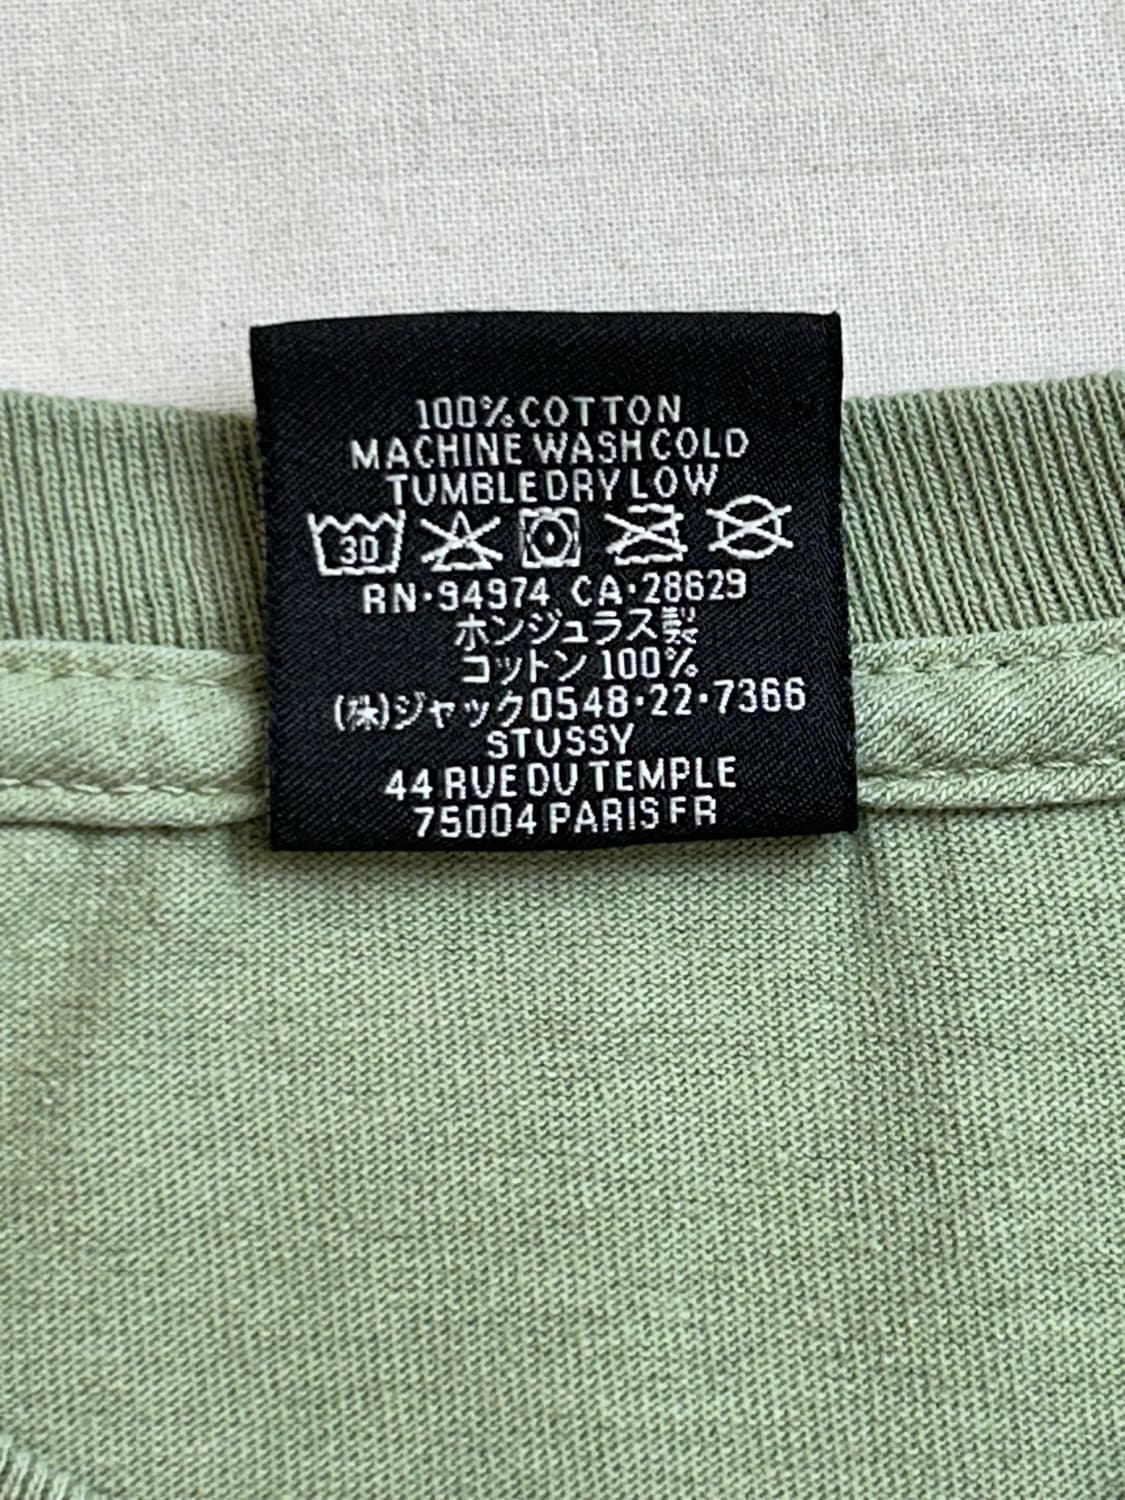 100% COTTON
MACHINE WASH COLD
TUMBLE DRY LOW
30
RN·94974 CA·28629
ホンジュラス製
コットン 100%
(株)ジャック0548·22·7366
STUSSY
44 RUE DU TEMPLE
75004 PARIS FR